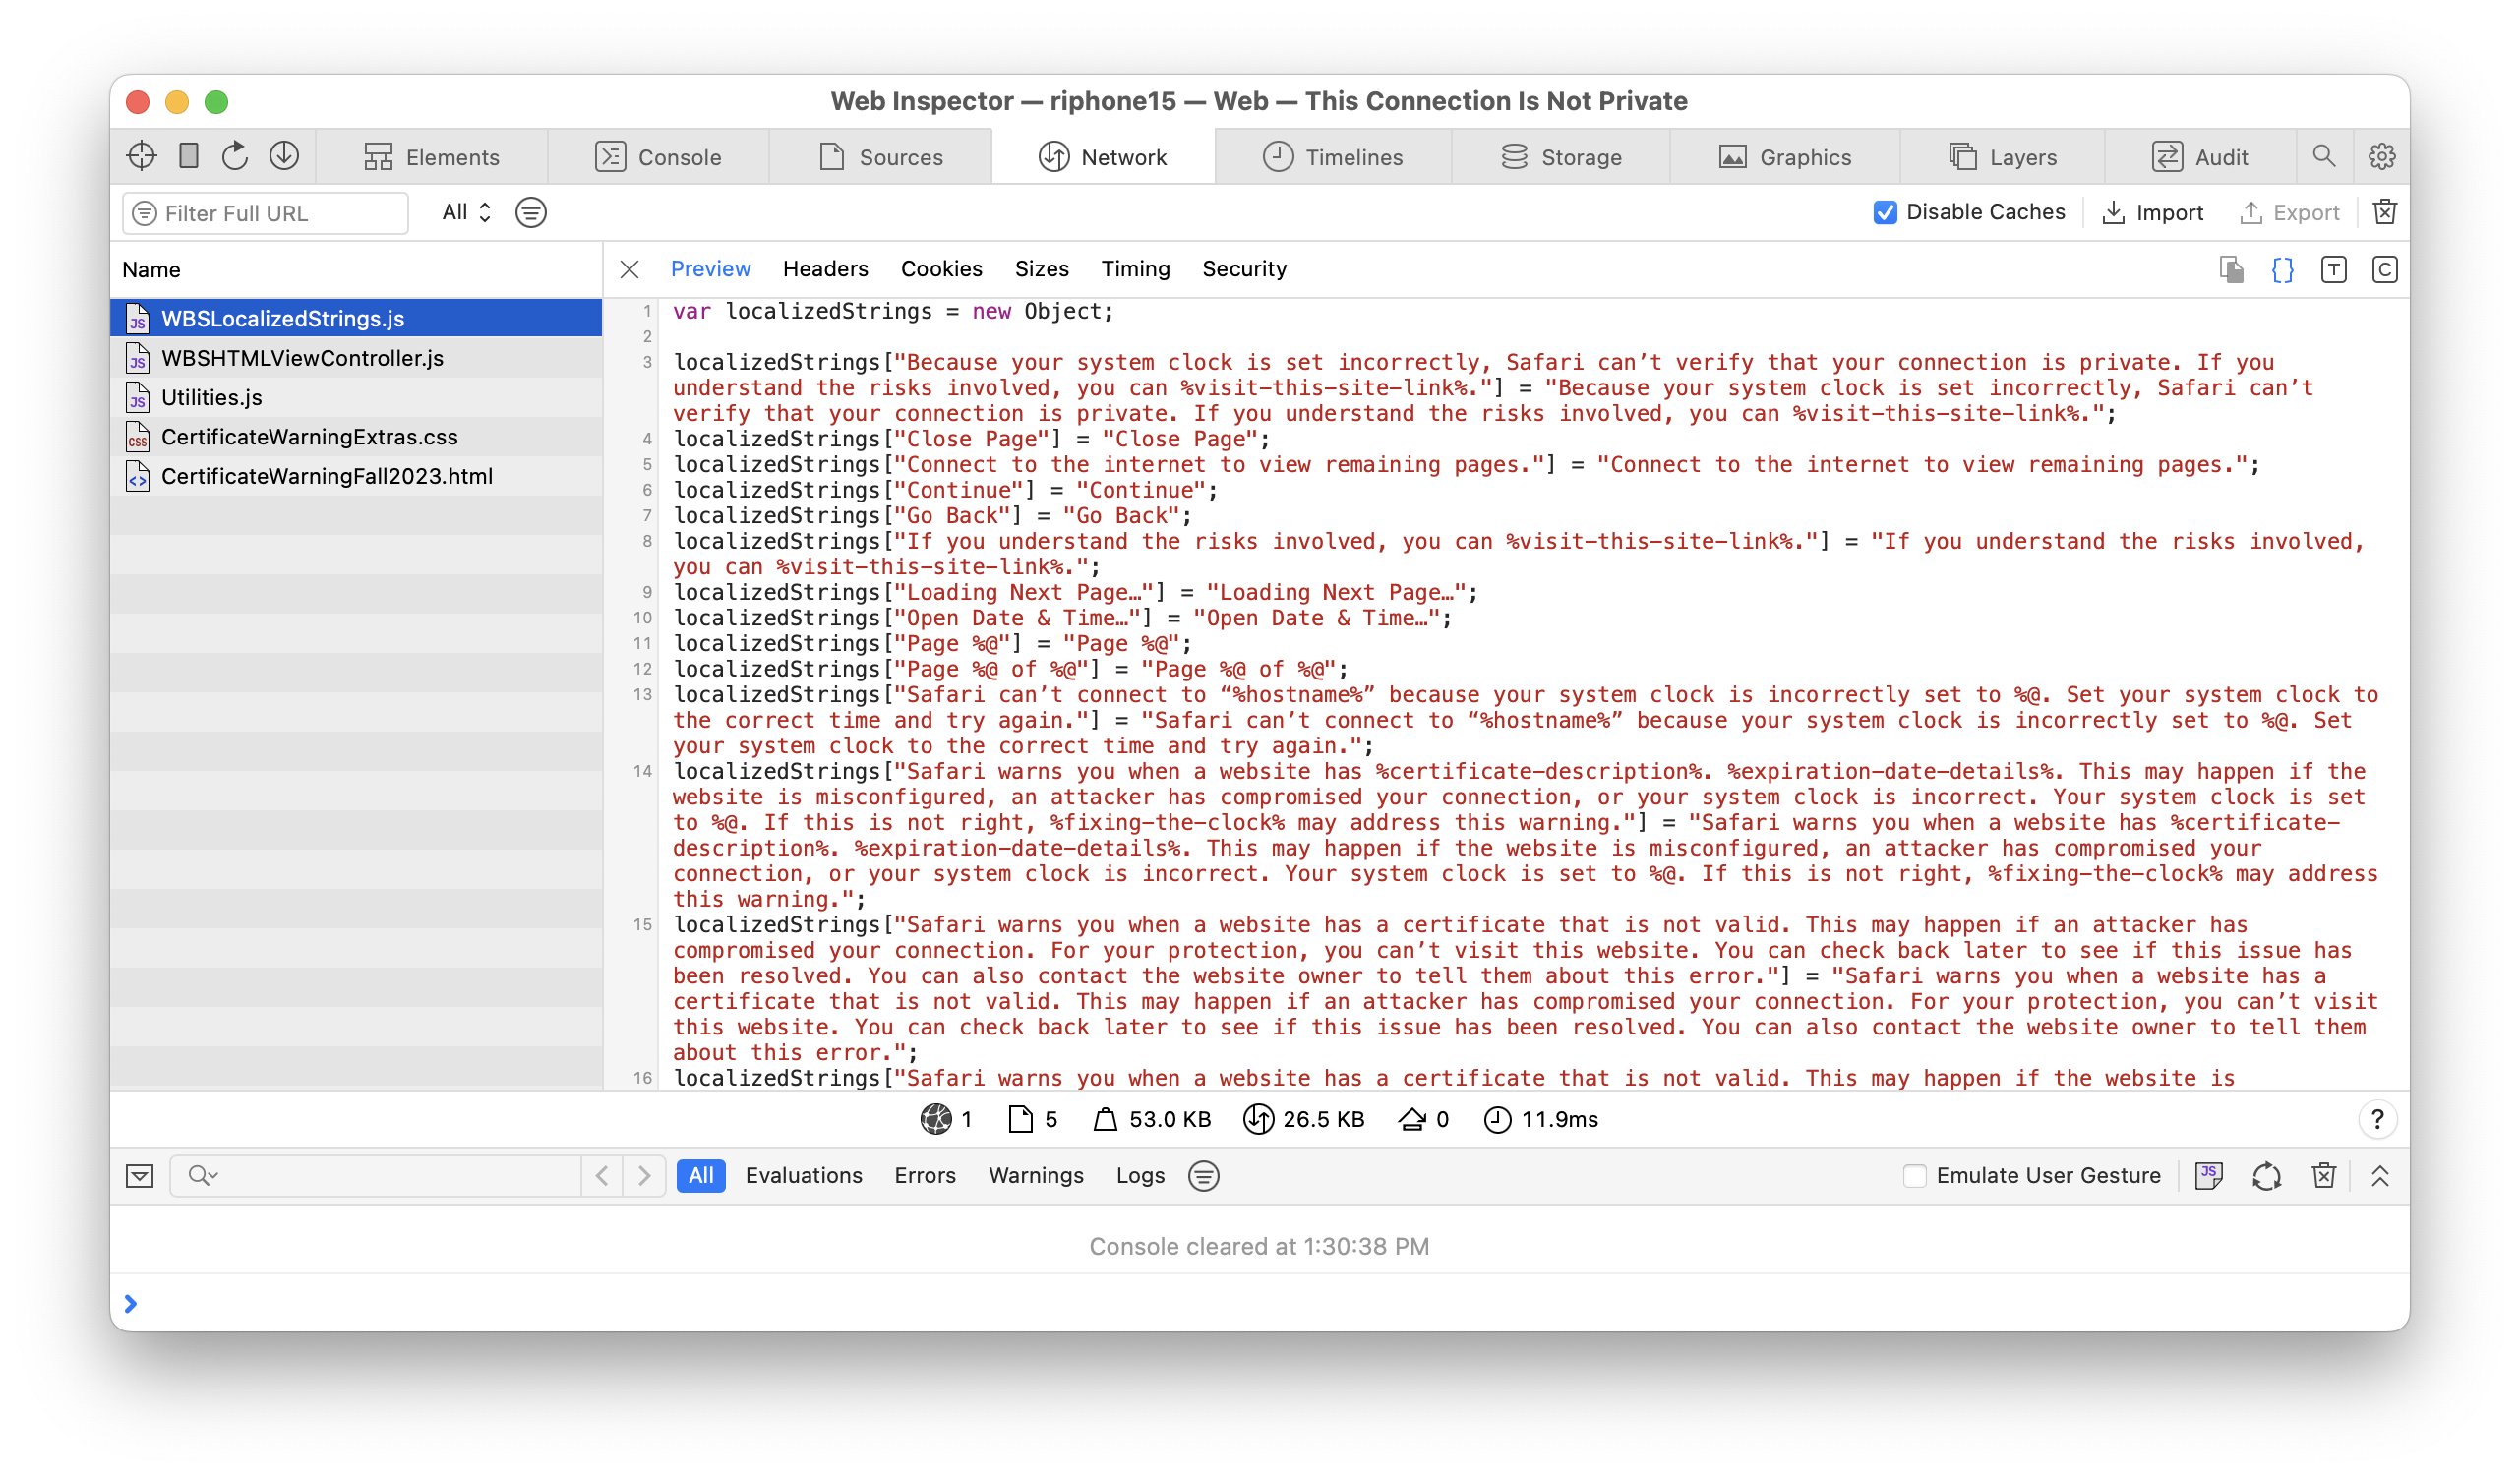 Web Inspector — riphone15 — Web — This Connection Is Not Private
Elements Console Sources Network Timelines Storage Graphics Layers Audit
Filter Full URL All Disable Caches Import Export
Name Preview Headers Cookies Sizes Timing Security T C
JS WBSLocalizedStrings.js
JS WBSHTMLViewController.js
JS Utilities.js
CSS CertificateWarningExtras.css
<> CertificateWarningFall2023.html
1 var localizedStrings = new Object;
2
3 localizedStrings["Because your system clock is set incorrectly, Safari can’t verify that your connection is private. If you
understand the risks involved, you can %visit-this-site-link%."] = "Because your system clock is set incorrectly, Safari can’t
verify that your connection is private. If you understand the risks involved, you can %visit-this-site-link%.";
4 localizedStrings["Close Page"] = "Close Page";
5 localizedStrings["Connect to the internet to view remaining pages."] = "Connect to the internet to view remaining pages.";
6 localizedStrings["Continue"] = "Continue";
7 localizedStrings["Go Back"] = "Go Back";
8 localizedStrings["If you understand the risks involved, you can %visit-this-site-link%."] = "If you understand the risks involved,
you can %visit-this-site-link%.";
9 localizedStrings["Loading Next Page…"] = "Loading Next Page…";
10 localizedStrings["Open Date & Time…"] = "Open Date & Time…";
11 localizedStrings["Page %@"] = "Page %@";
12 localizedStrings["Page %@ of %@"] = "Page %@ of %@";
13 localizedStrings["Safari can’t connect to “%hostname%” because your system clock is incorrectly set to %@. Set your system clock to
the correct time and try again."] = "Safari can’t connect to “%hostname%” because your system clock is incorrectly set to %@. Set
your system clock to the correct time and try again.";
14 localizedStrings["Safari warns you when a website has %certificate-description%. %expiration-date-details%. This may happen if the
website is misconfigured, an attacker has compromised your connection, or your system clock is incorrect. Your system clock is set
to %@. If this is not right, %fixing-the-clock% may address this warning."] = "Safari warns you when a website has %certificate-
description%. %expiration-date-details%. This may happen if the website is misconfigured, an attacker has compromised your
connection, or your system clock is incorrect. Your system clock is set to %@. If this is not right, %fixing-the-clock% may address
this warning.";
15 localizedStrings["Safari warns you when a website has a certificate that is not valid. This may happen if an attacker has
compromised your connection. For your protection, you can’t visit this website. You can check back later to see if this issue has
been resolved. You can also contact the website owner to tell them about this error."] = "Safari warns you when a website has a
certificate that is not valid. This may happen if an attacker has compromised your connection. For your protection, you can’t visit
this website. You can check back later to see if this issue has been resolved. You can also contact the website owner to tell them
about this error.";
16 localizedStrings["Safari warns you when a website has a certificate that is not valid. This may happen if the website is
1 5 53.0 KB 26.5 KB 0 11.9ms ?
All Evaluations Errors Warnings Logs Emulate User Gesture JS
Console cleared at 1:30:38 PM